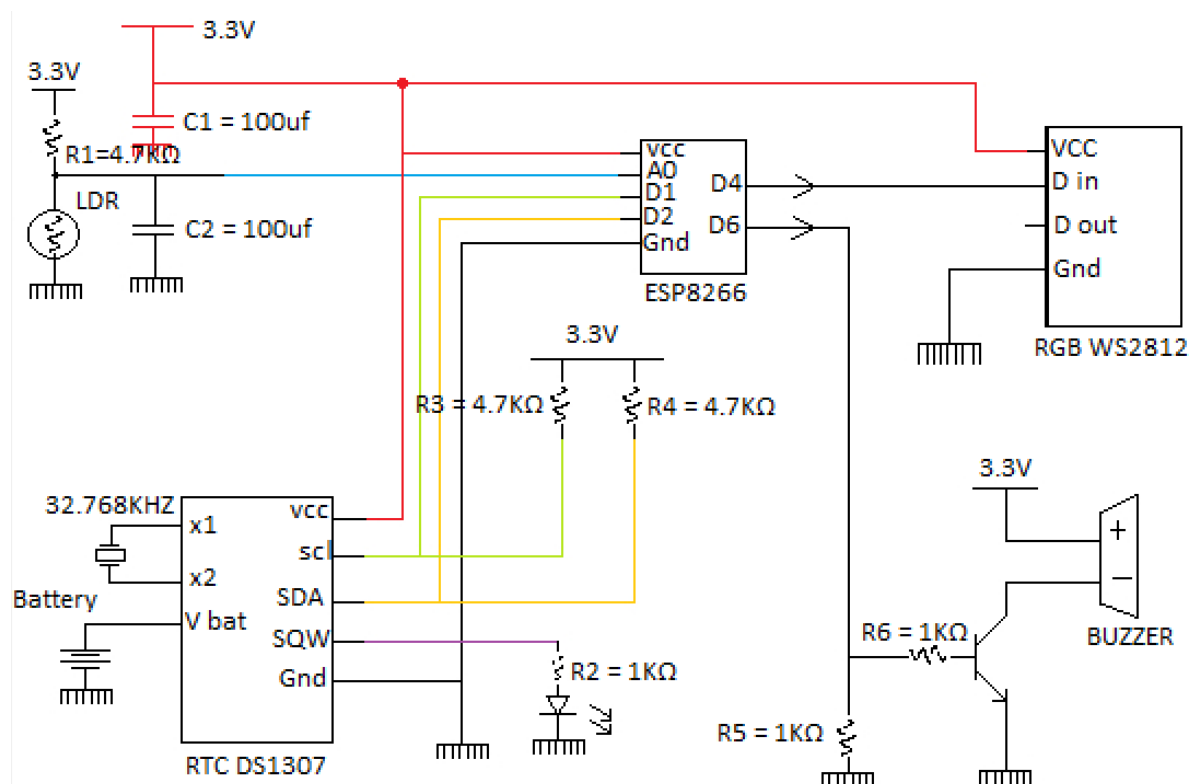 3.3V
3.3V
C1 = 100uf
R1=4.7KΩ
LDR
C2 = 100uf
vcc
A0
D1
D2
Gnd
D4
D6
ESP8266
VCC
D in
D out
Gnd
RGB WS2812
3.3V
R3 = 4.7KΩ
R4 = 4.7KΩ
32.768KHZ
x1
x2
Battery
V bat
vcc
scl
SDA
SQW
Gnd
RTC DS1307
R2 = 1KΩ
3.3V
+
−
BUZZER
R6 = 1KΩ
R5 = 1KΩ